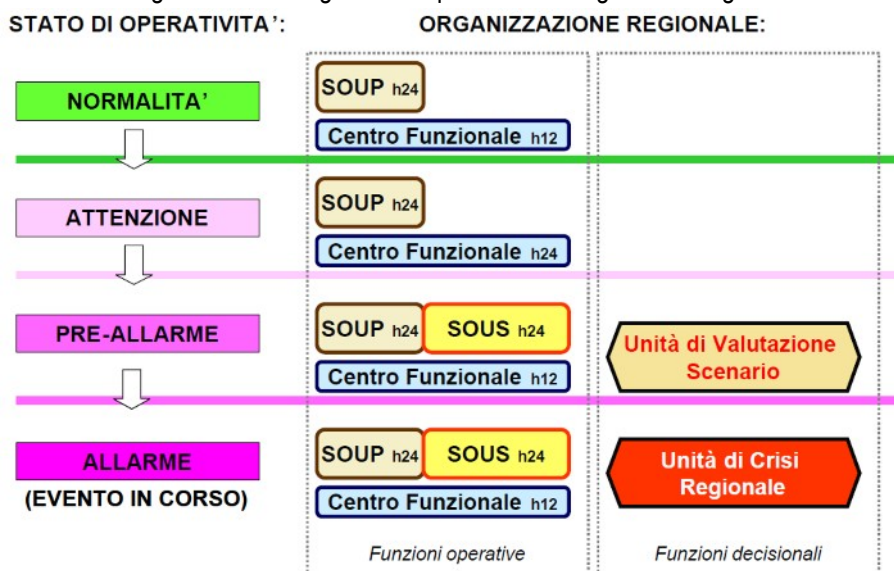 STATO DI OPERATIVITA': ORGANIZZAZIONE REGIONALE:
NORMALITA'
SOUP h24
Centro Funzionale h12
ATTENZIONE
SOUP h24
Centro Funzionale h24
PRE-ALLARME
SOUP h24 SOUS h24
Centro Funzionale h12
Unità di Valutazione
Scenario
ALLARME
(EVENTO IN CORSO)
SOUP h24 SOUS h24
Centro Funzionale h12
Unità di Crisi
Regionale
Funzioni operative
Funzioni decisionali